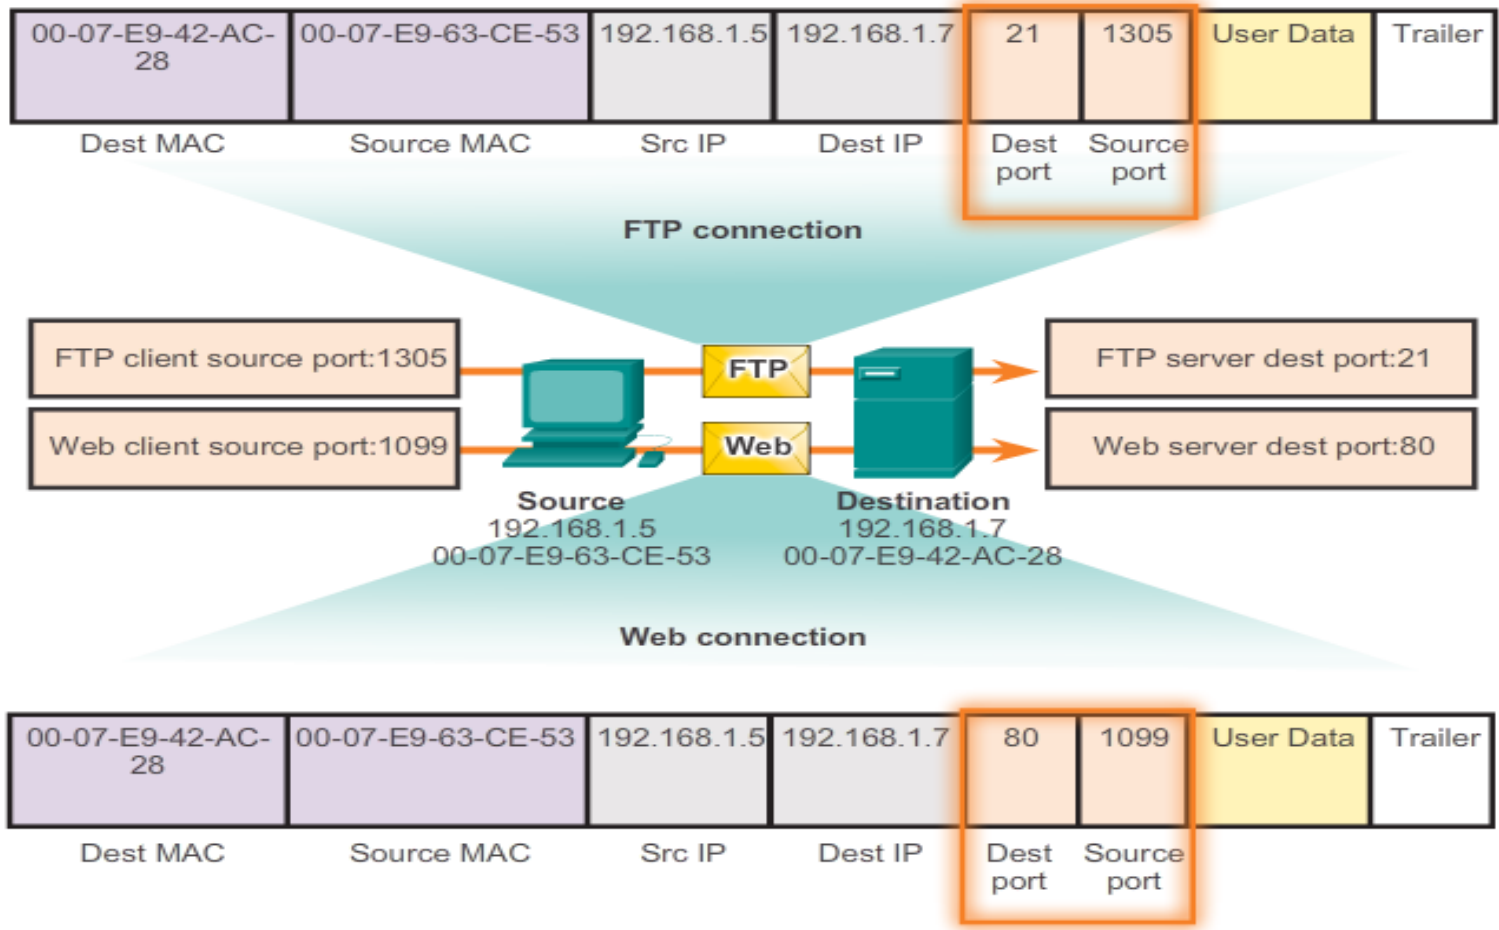 00-07-E9-42-AC-
28
00-07-E9-63-CE-53
192.168.1.5
192.168.1.7
21
1305
User Data
Trailer
Dest MAC
Source MAC
Src IP
Dest IP
Dest
port
Source
port
FTP connection
FTP client source port:1305
FTP
FTP server dest port:21
Web client source port:1099
Web
Web server dest port:80
Source
192.168.1.5
00-07-E9-63-CE-53
Destination
192.168.1.7
00-07-E9-42-AC-28
Web connection
00-07-E9-42-AC-
28
00-07-E9-63-CE-53
192.168.1.5
192.168.1.7
80
1099
User Data
Trailer
Dest MAC
Source MAC
Src IP
Dest IP
Dest
port
Source
port